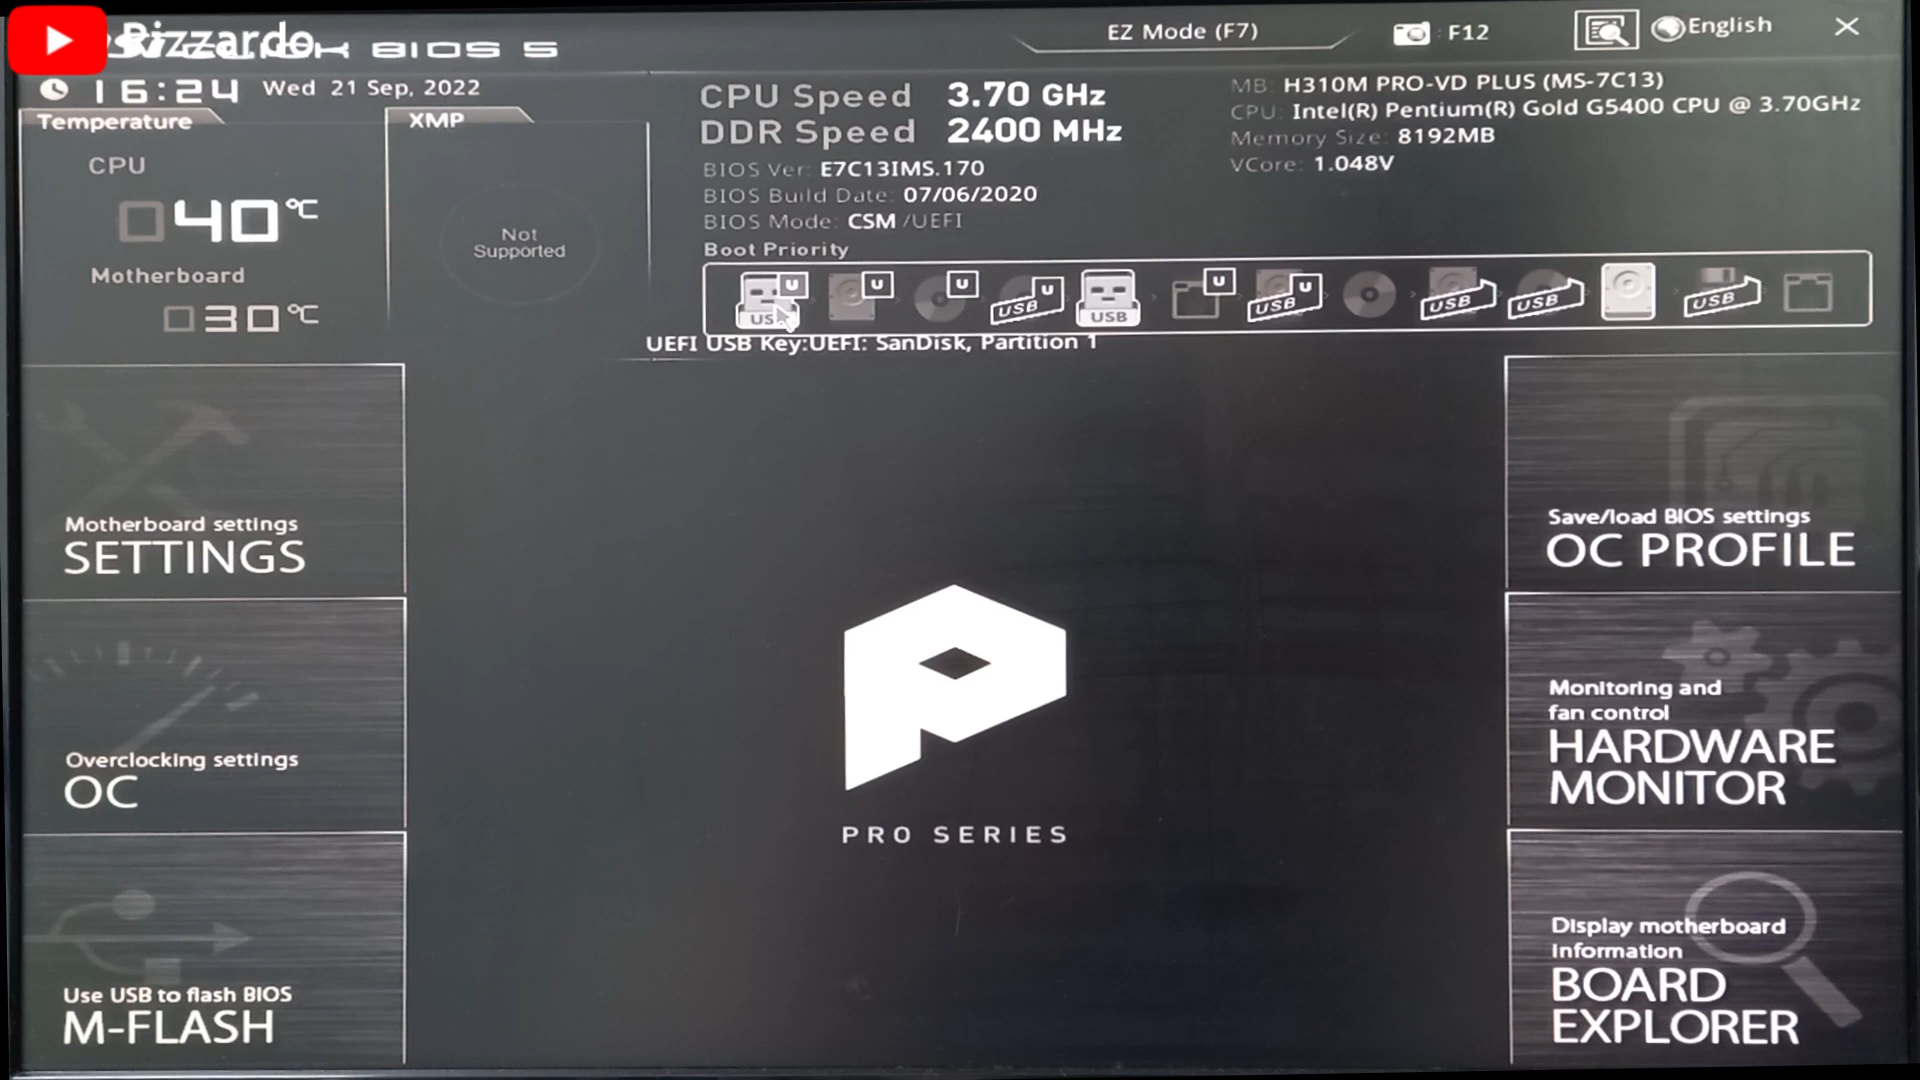 Rizzardo
BIOS 5
EZ Mode (F7)
: F12
English
16:24 Wed 21 Sep, 2022
Temperature
CPU
040°C
Motherboard
030°C
XMP
Not
Supported
CPU Speed 3.70 GHz
DDR Speed 2400 MHz
BIOS Ver: E7C13IMS.170
BIOS Build Date: 07/06/2020
BIOS Mode: CSM /UEFI
Boot Priority
MB: H310M PRO-VD PLUS (MS-7C13)
CPU: Intel(R) Pentium(R) Gold G5400 CPU @ 3.70GHz
Memory Size: 8192MB
VCore: 1.048V
U U U U U U
USB USB USB USB USB USB
UEFI USB Key:UEFI: SanDisk, Partition 1
Motherboard settings
SETTINGS
Overclocking settings
OC
Use USB to flash BIOS
M-FLASH
PRO SERIES
Save/load BIOS settings
OC PROFILE
Monitoring and
fan control
HARDWARE
MONITOR
Display motherboard
information
BOARD
EXPLORER